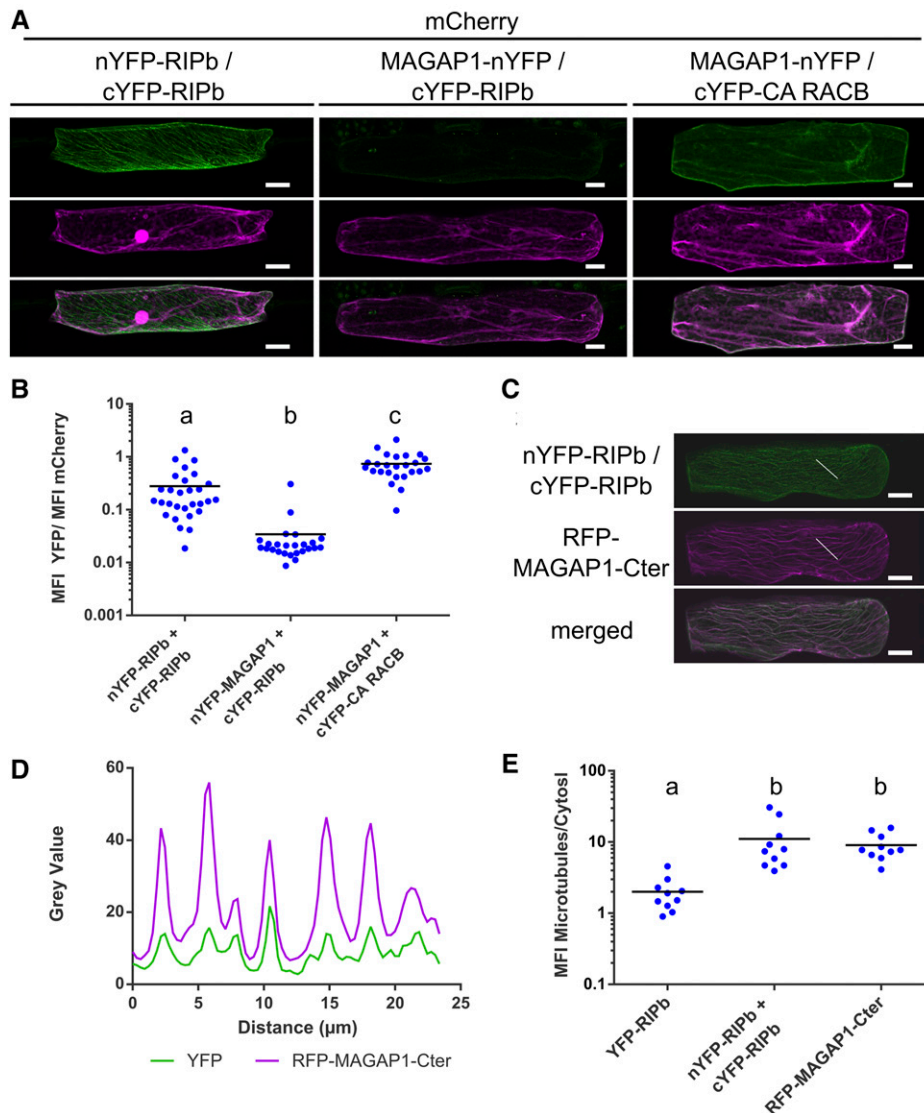 A
mCherry
nYFP-RIPb /
cYFP-RIPb
MAGAP1-nYFP /
cYFP-RIPb
MAGAP1-nYFP /
cYFP-CA RACB
B
MFI YFP/ MFI mCherry
10
1
0.1
0.01
0.001
a
b
c
nYFP-RIPb +
cYFP-RIPb
nYFP-MAGAP1 +
cYFP-RIPb
nYFP-MAGAP1 +
cYFP-CA RACB
C
nYFP-RIPb /
cYFP-RIPb
RFP-
MAGAP1-Cter
merged
D
Grey Value
60
40
20
0
0
5
10
15
20
25
Distance (µm)
YFP
RFP-MAGAP1-Cter
E
MFI Microtubules/Cytosl
100
10
1
0.1
a
b
b
YFP-RIPb
nYFP-RIPb +
cYFP-RIPb
RFP-MAGAP1-Cter